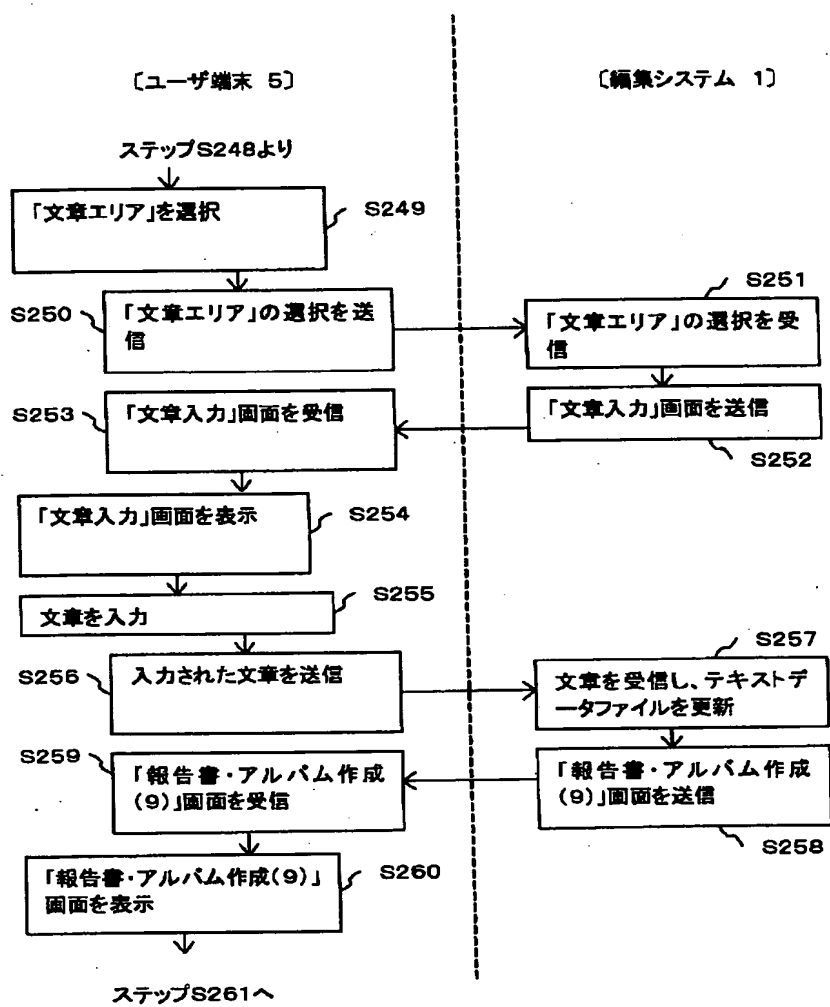 〔ユーザ端末 5〕
〔編集システム 1〕
ステップS248より
「文章エリア」を選択
S249
S250
「文章エリア」の選択を送
信
S251
「文章エリア」の選択を受
信
S253
「文章入力」画面を受信
「文章入力」画面を送信
S252
「文章入力」画面を表示
S254
文章を入力
S255
S256
入力された文章を送信
S257
文章を受信し、テキストデ
ータファイルを更新
S259
「報告書・アルバム作成
(9)」画面を受信
「報告書・アルバム作成
(9)」画面を送信
S258
「報告書・アルバム作成(9)」
画面を表示
S260
ステップS261へ